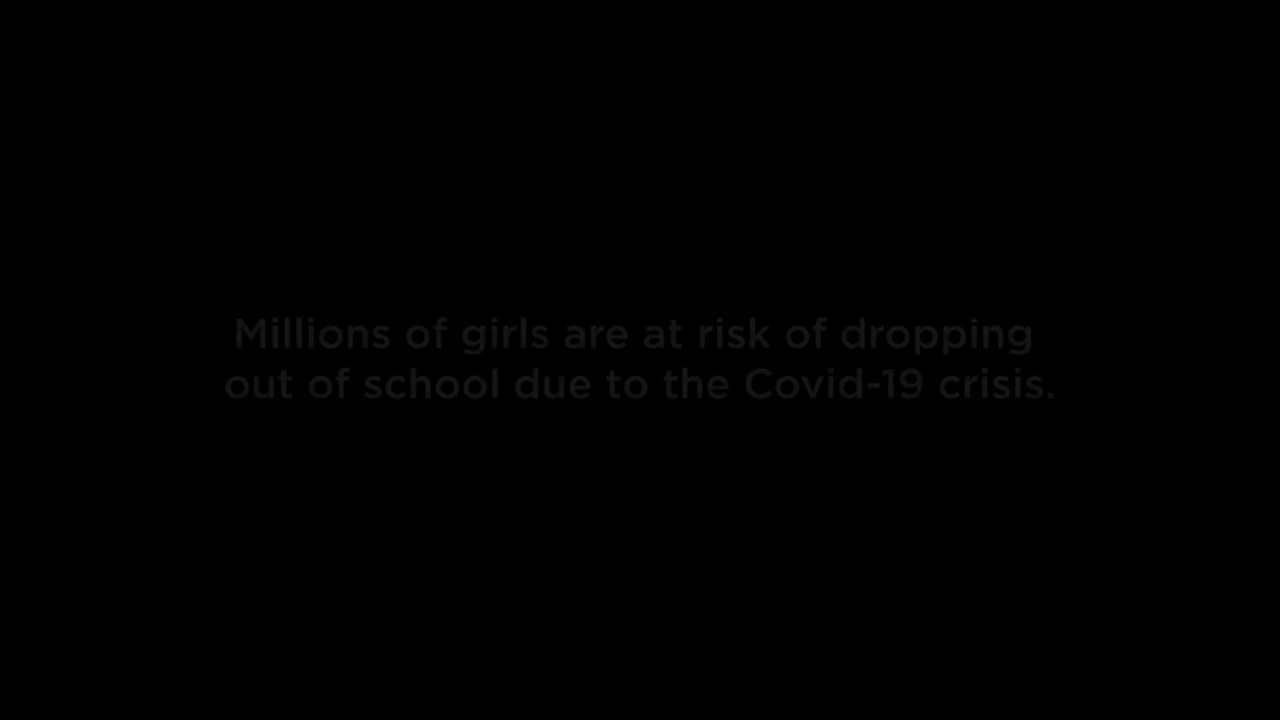 Millions of girls are at risk of dropping
out of school due to the Covid-19 crisis.